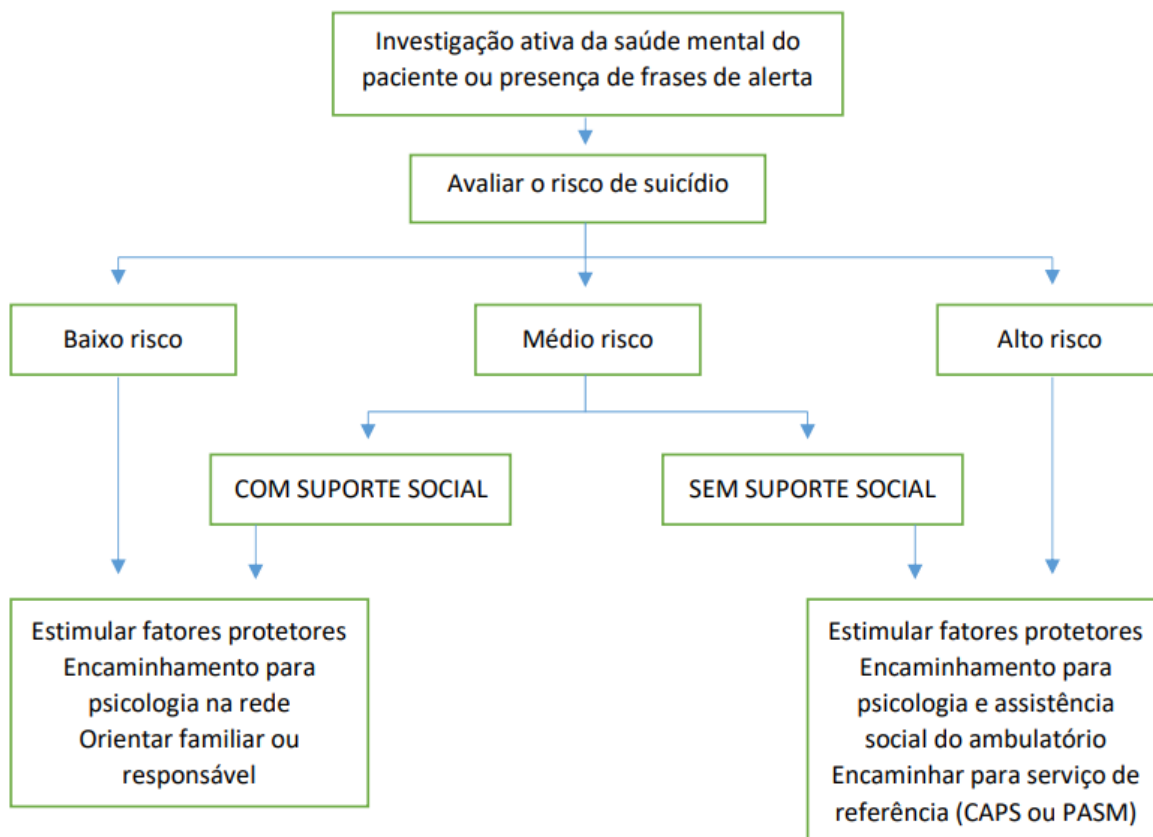 Investigação ativa da saúde mental do
paciente ou presença de frases de alerta
Avaliar o risco de suicídio
Baixo risco
Médio risco
Alto risco
COM SUPORTE SOCIAL
SEM SUPORTE SOCIAL
Estimular fatores protetores
Encaminhamento para
psicologia na rede
Orientar familiar ou
responsável
Estimular fatores protetores
Encaminhamento para
psicologia e assistência
social do ambulatório
Encaminhar para serviço de
referência (CAPS ou PASM)